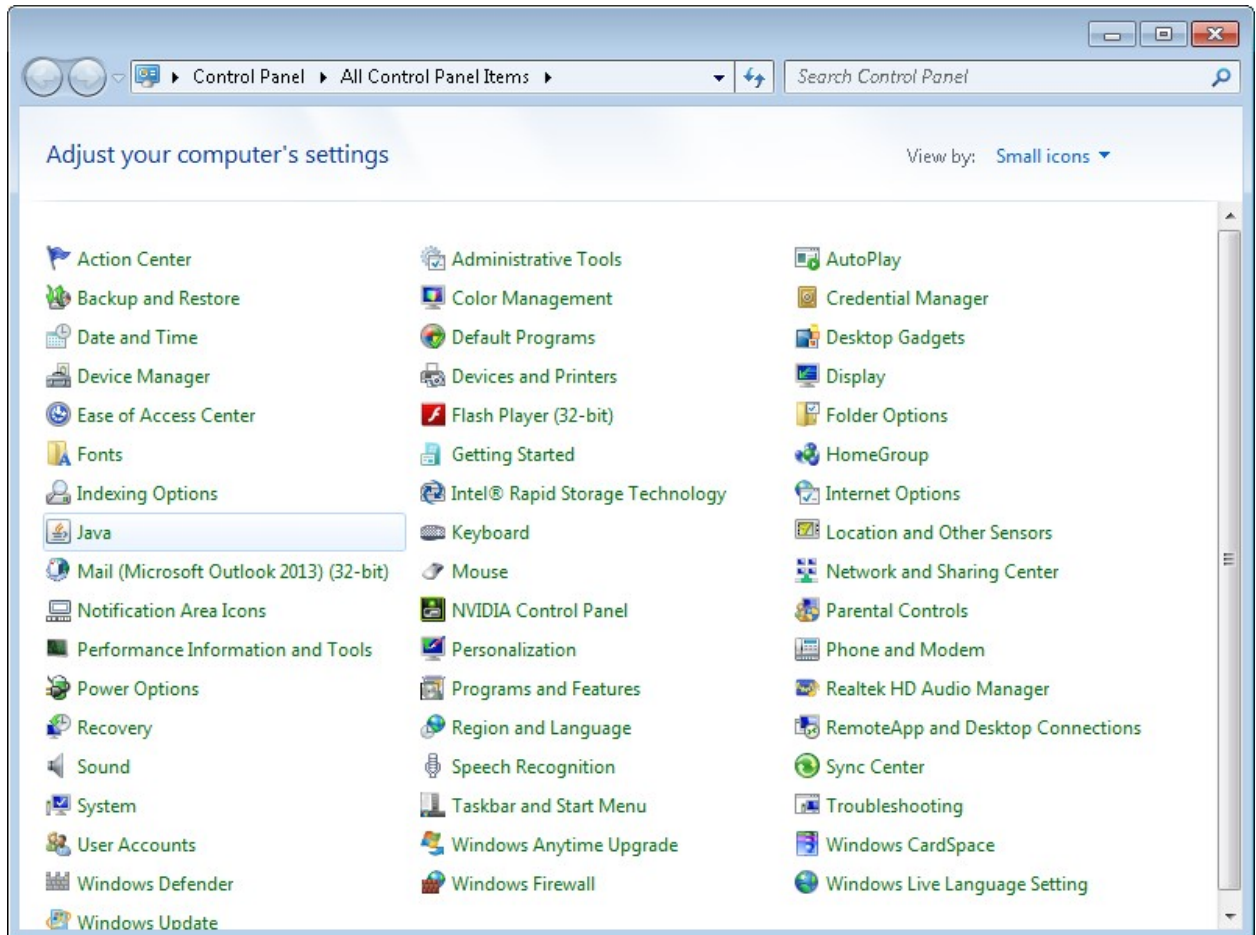 Control Panel All Control Panel Items Search Control Panel
Adjust your computer's settings View by: Small icons
Action Center Administrative Tools AutoPlay
Backup and Restore Color Management Credential Manager
Date and Time Default Programs Desktop Gadgets
Device Manager Devices and Printers Display
Ease of Access Center Flash Player (32-bit) Folder Options
Fonts Getting Started HomeGroup
Indexing Options Intel® Rapid Storage Technology Internet Options
Java Keyboard Location and Other Sensors
Mail (Microsoft Outlook 2013) (32-bit) Mouse Network and Sharing Center
Notification Area Icons NVIDIA Control Panel Parental Controls
Performance Information and Tools Personalization Phone and Modem
Power Options Programs and Features Realtek HD Audio Manager
Recovery Region and Language RemoteApp and Desktop Connections
Sound Speech Recognition Sync Center
System Taskbar and Start Menu Troubleshooting
User Accounts Windows Anytime Upgrade Windows CardSpace
Windows Defender Windows Firewall Windows Live Language Setting
Windows Update